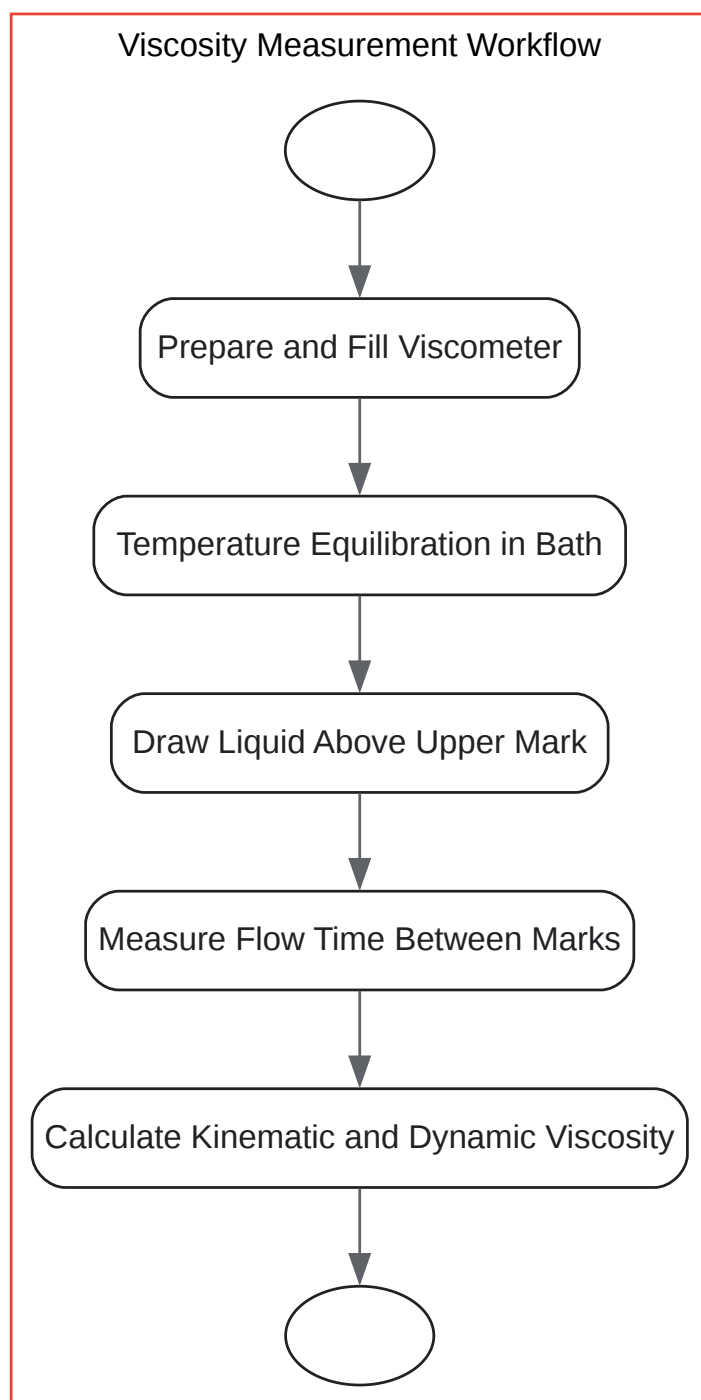 Viscosity Measurement Workflow
Prepare and Fill Viscometer
Temperature Equilibration in Bath
Draw Liquid Above Upper Mark
Measure Flow Time Between Marks
Calculate Kinematic and Dynamic Viscosity